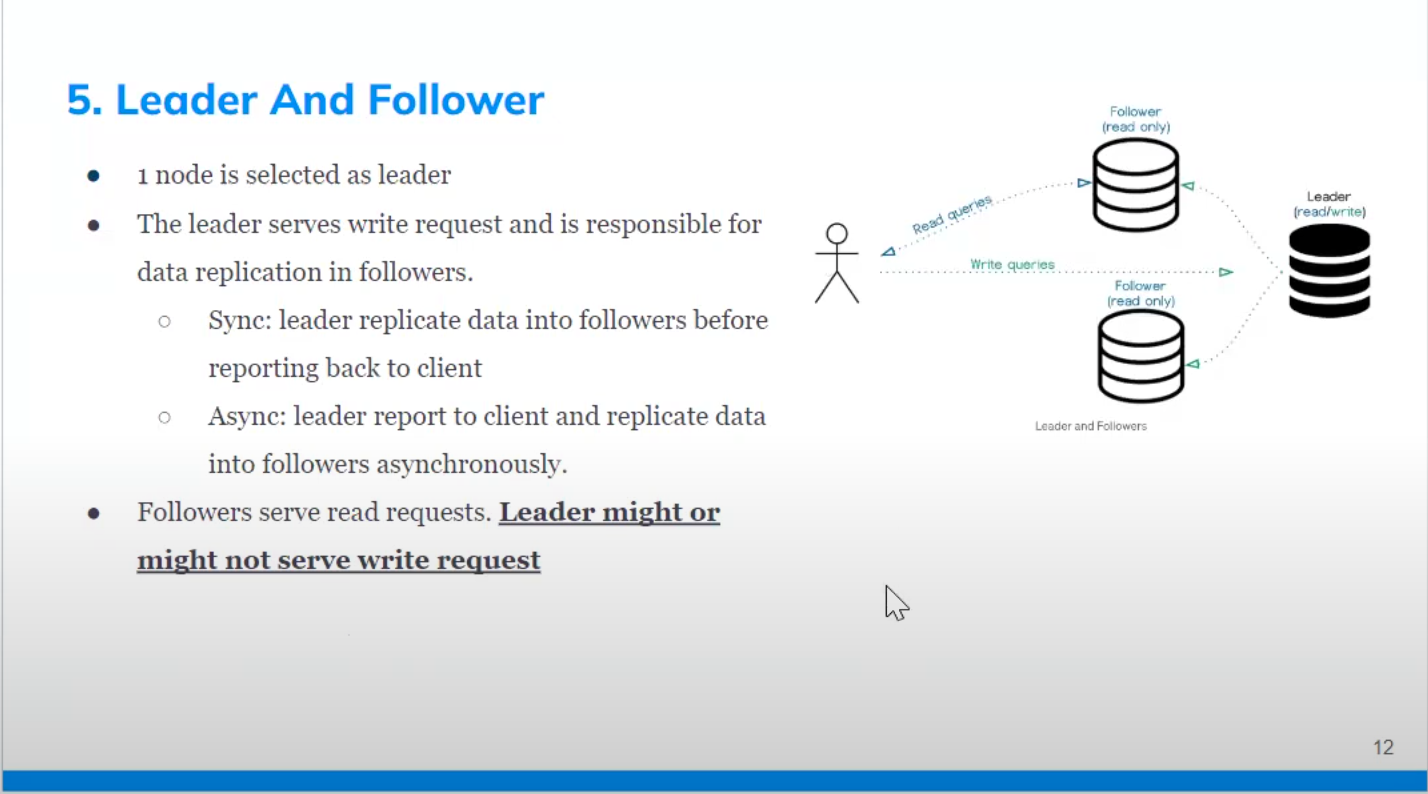 5. Leader And Follower
● 1 node is selected as leader
● The leader serves write request and is responsible for
data replication in followers.
○ Sync: leader replicate data into followers before
reporting back to client
○ Async: leader report to client and replicate data
into followers asynchronously.
● Followers serve read requests. Leader might or
might not serve write request
Follower
(read only)
Read queries
Leader
(read/write)
Write queries
Follower
(read only)
Leader and Followers
12